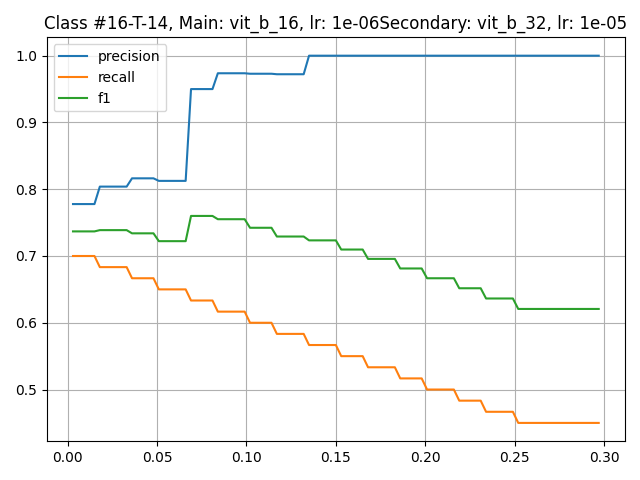 Class #16-T-14, Main: vit_b_16, lr: 1e-06Secondary: vit_b_32, lr: 1e-05
precision
recall
f1
1.0
0.9
0.8
0.7
0.6
0.5
0.00 0.05 0.10 0.15 0.20 0.25 0.30